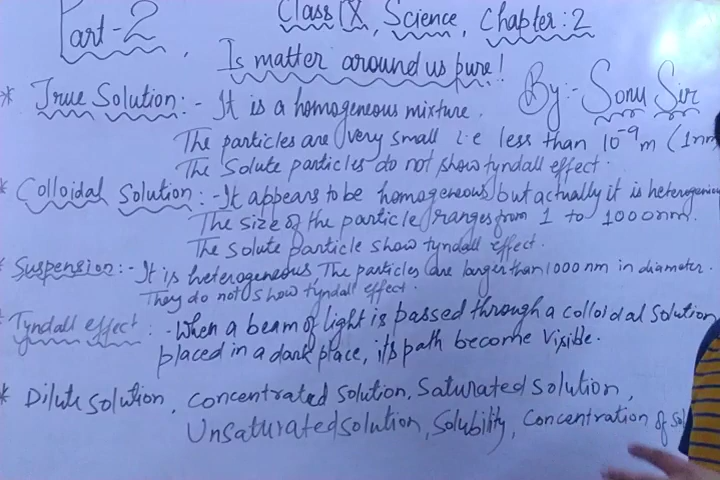 Part-2 Class IX, Science, Chapter: 2
Is matter around us pure!
By:- Sonu Sir
* True Solution:- It is a homogeneous mixture.
The particles are very small i.e less than 10⁻⁹m (1nm
The Solute particles do not show tyndall effect.
* Colloidal Solution:- It appears to be homogeneous, but actually it is heterogenious
The size of the particle ranges from 1 to 1000nm.
The solute particle show tyndall effect.
* Suspension:- It is heterogeneous The particles are larger than 1000 nm in diameter.
They do not show tyndall effect.
Tyndall effect:- When a beam of light is passed through a colloidal solution
placed in a dark place, its path become visible.
* Dilute solution, concentrated solution, Saturated solution,
Unsaturated solution, Solubility, Concentration of